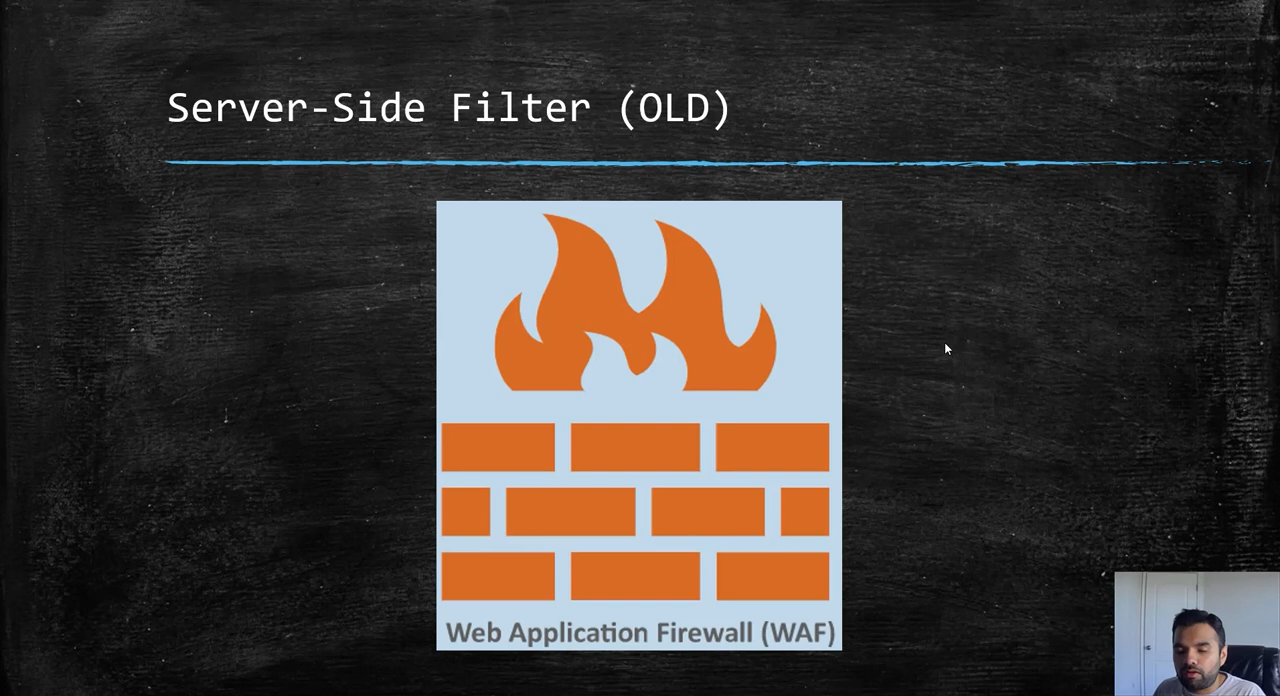 Server-Side Filter (OLD)
Web Application Firewall (WAF)